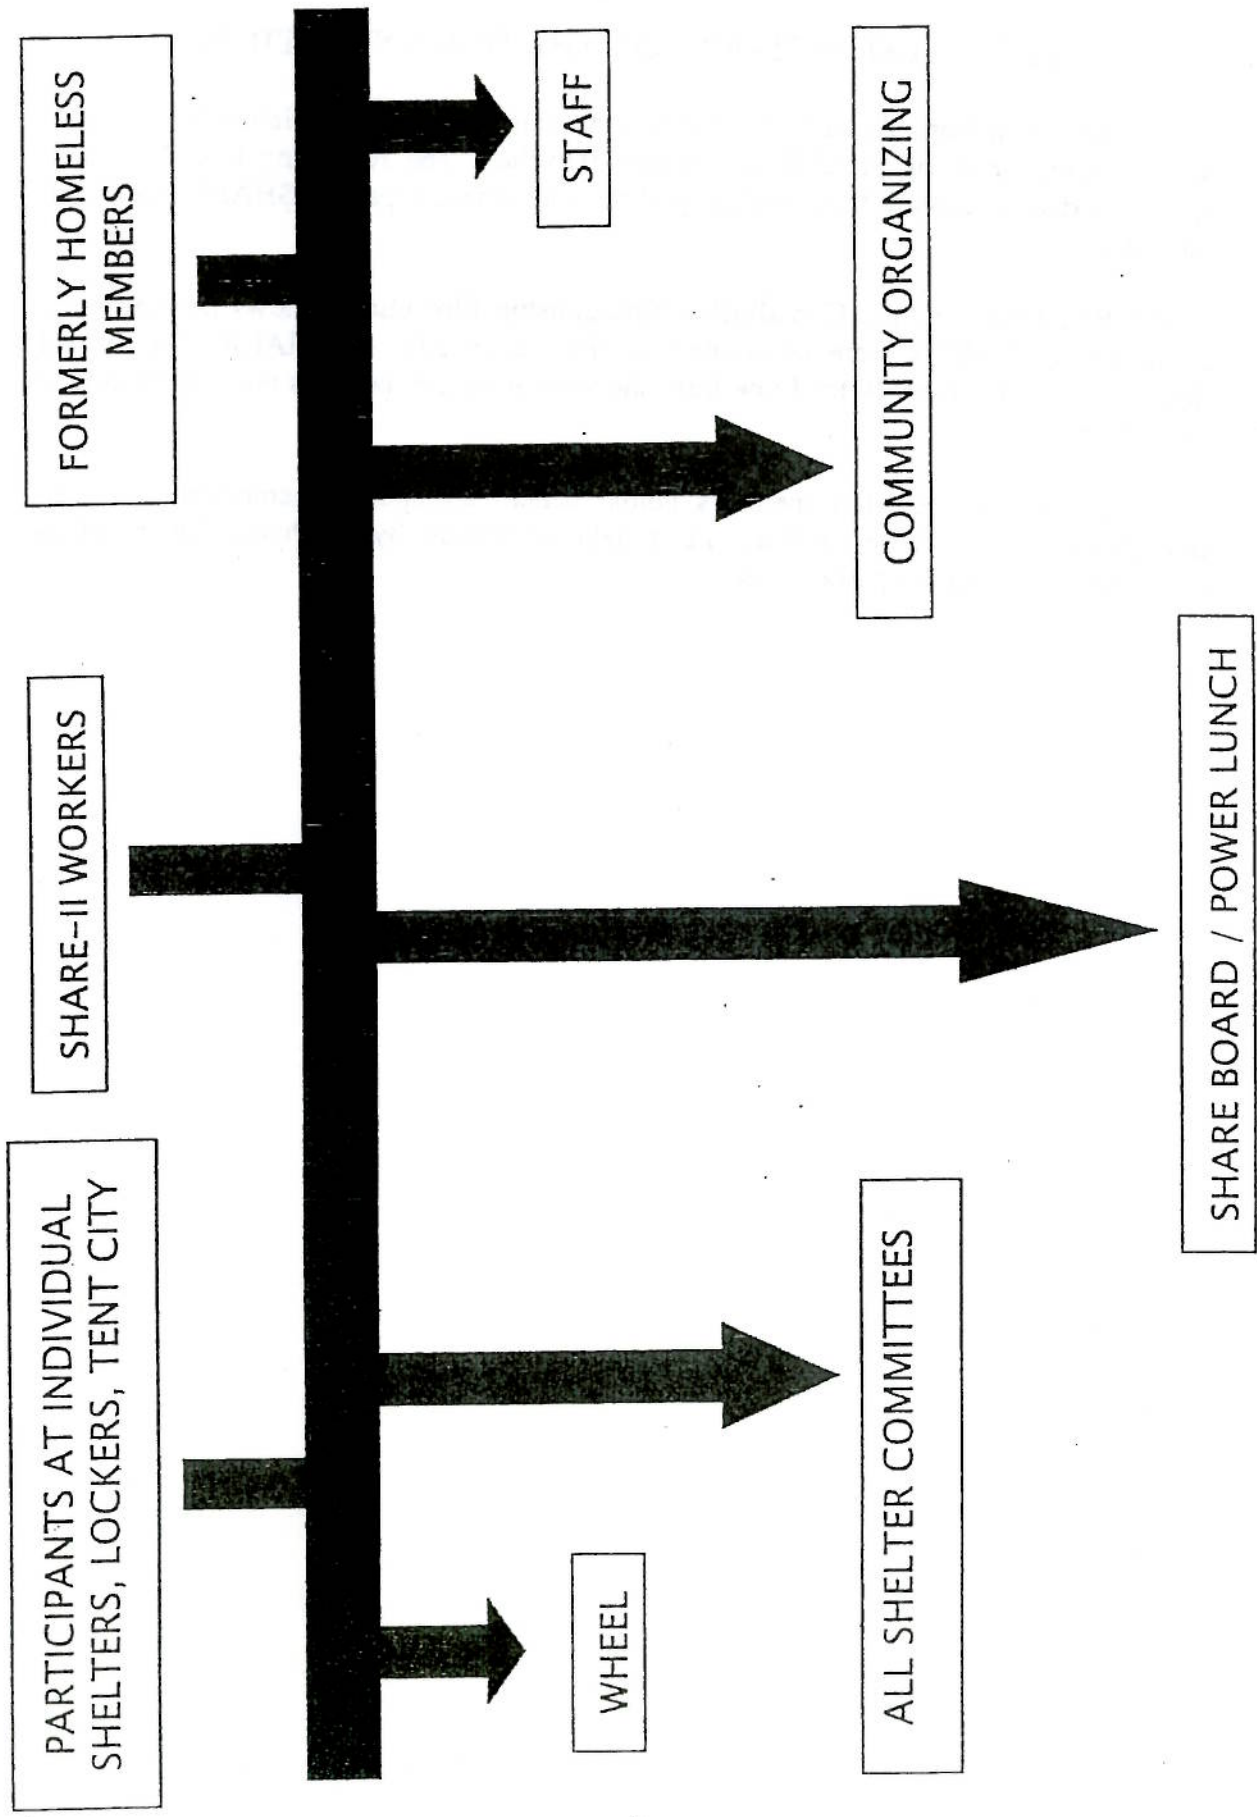 PARTICIPANTS AT INDIVIDUAL
SHELTERS, LOCKERS, TENT CITY
SHARE-II WORKERS
FORMERLY HOMELESS
MEMBERS
WHEEL
STAFF
ALL SHELTER COMMITTEES
COMMUNITY ORGANIZING
SHARE BOARD / POWER LUNCH